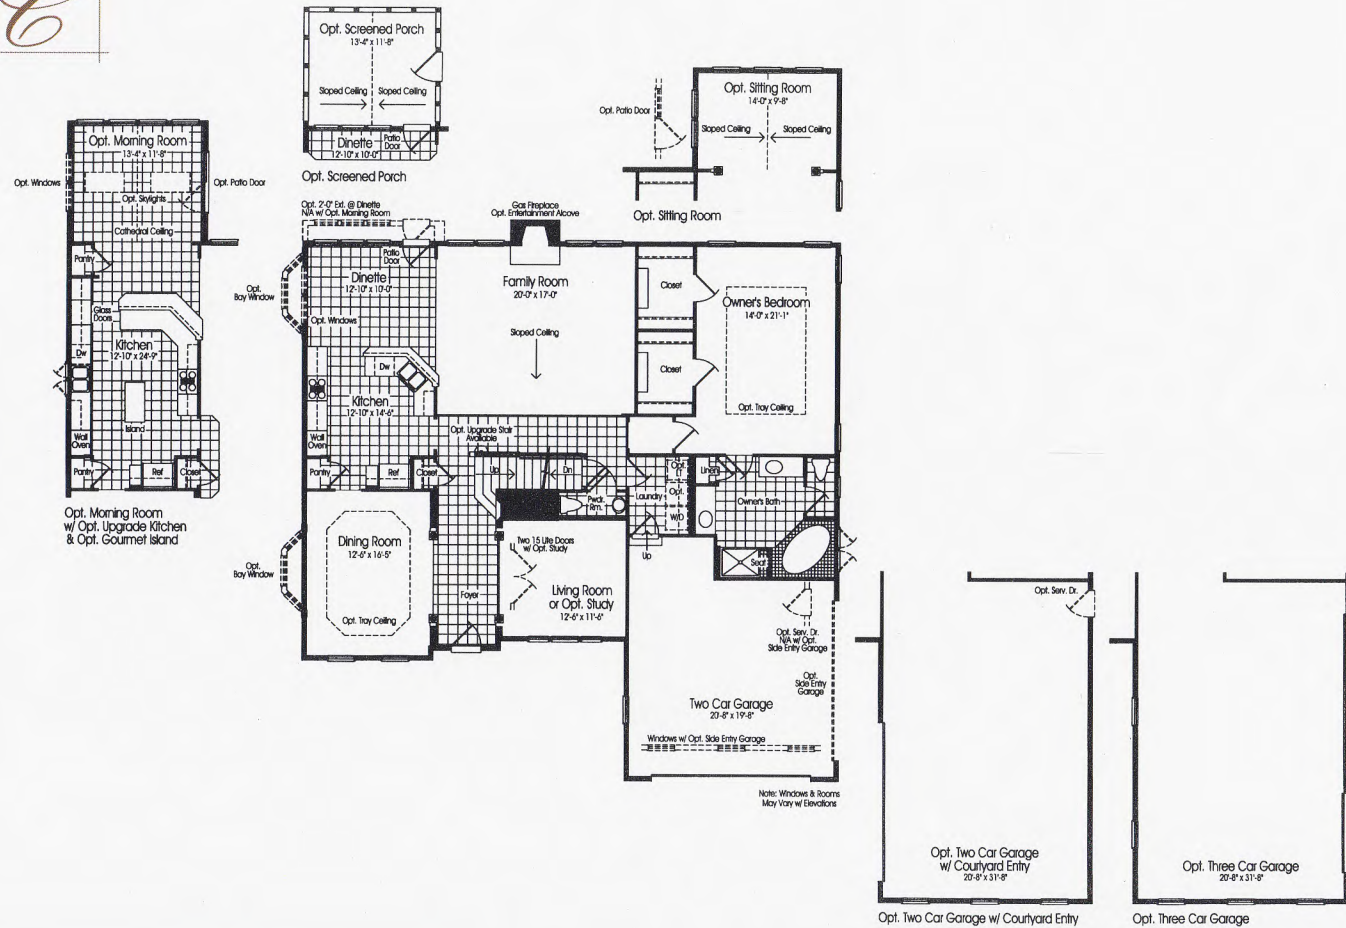 C
Opt. Screened Porch
13'-4" x 11'-8"
Sloped Ceiling
Sloped Ceiling
Dinette
12'-10" x 10'-0"
Patio
Door
Opt. Screened Porch
Opt. Morning Room
13'-4" x 11'-8"
Opt. Windows
Opt. Patio Door
Opt. Skylights
Cathedral Ceiling
Pantry
Glass
Doors
Dw
Kitchen
12'-10" x 24'-9"
Island
Wall
Oven
Pantry
Ref
Closet
Opt. Morning Room
w/ Opt. Upgrade Kitchen
& Opt. Gourmet Island
Opt. Patio Door
Opt. Sitting Room
14'-0" x 9'-8"
Sloped Ceiling
Sloped Ceiling
Opt. Sitting Room
Opt. 2'-0" Ext. @ Dinette
N/A w/ Opt. Morning Room
Gas Fireplace
Opt. Entertainment Alcove
Patio
Door
Dinette
12'-10" x 10'-0"
Opt.
Bay Window
Opt. Windows
Family Room
20'-0" x 17'-0"
Sloped Ceiling
Closet
Closet
Owner's Bedroom
14'-0" x 21'-1"
Opt. Tray Ceiling
Dw
Kitchen
12'-10" x 14'-6"
Wall
Oven
Pantry
Ref
Closet
Opt. Upgrade Stair
Available
Up
Dn
Pwdr.
Rm.
Laundry
Opt.
LT
Opt.
W/D
Linen
Owner's Bath
Seat
Up
Dining Room
12'-6" x 16'-5"
Opt. Tray Ceiling
Opt.
Bay Window
Foyer
Two 15 Lite Doors
w/ Opt. Study
Living Room
or Opt. Study
12'-6" x 11'-6"
Opt. Serv. Dr.
N/A w/ Opt.
Side Entry Garage
Opt.
Side Entry
Garage
Two Car Garage
20'-8" x 19'-8"
Windows w/ Opt. Side Entry Garage
Note: Windows & Rooms
May Vary w/ Elevations
Opt. Serv. Dr.
Opt. Two Car Garage
w/ Courtyard Entry
20'-8" x 31'-8"
Opt. Two Car Garage w/ Courtyard Entry
Opt. Three Car Garage
20'-8" x 31'-8"
Opt. Three Car Garage